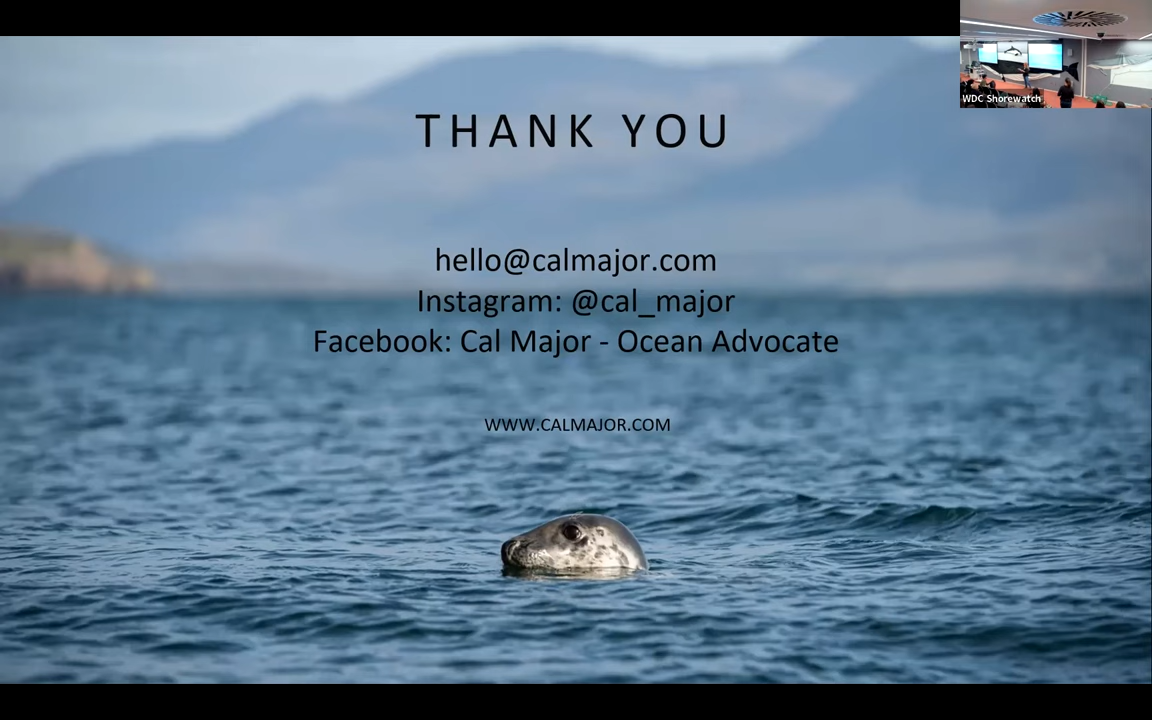 WDC Shorewatch
THANK YOU
hello@calmajor.com
Instagram: @cal_major
Facebook: Cal Major - Ocean Advocate
WWW.CALMAJOR.COM